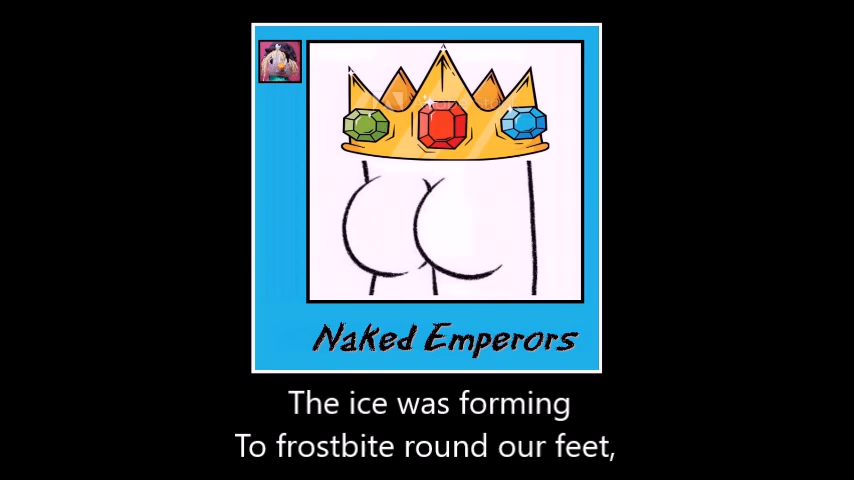 Naked Emperors
The ice was forming
To frostbite round our feet,